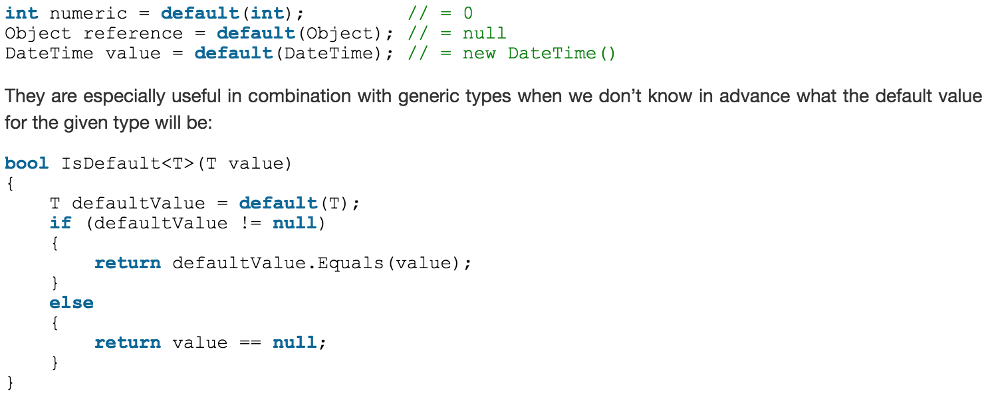 int numeric = default(int);         // = 0
Object reference = default(Object); // = null
DateTime value = default(DateTime); // = new DateTime()
They are especially useful in combination with generic types when we don’t know in advance what the default value
for the given type will be:
bool IsDefault<T>(T value)
{
    T defaultValue = default(T);
    if (defaultValue != null)
    {
        return defaultValue.Equals(value);
    }
    else
    {
        return value == null;
    }
}